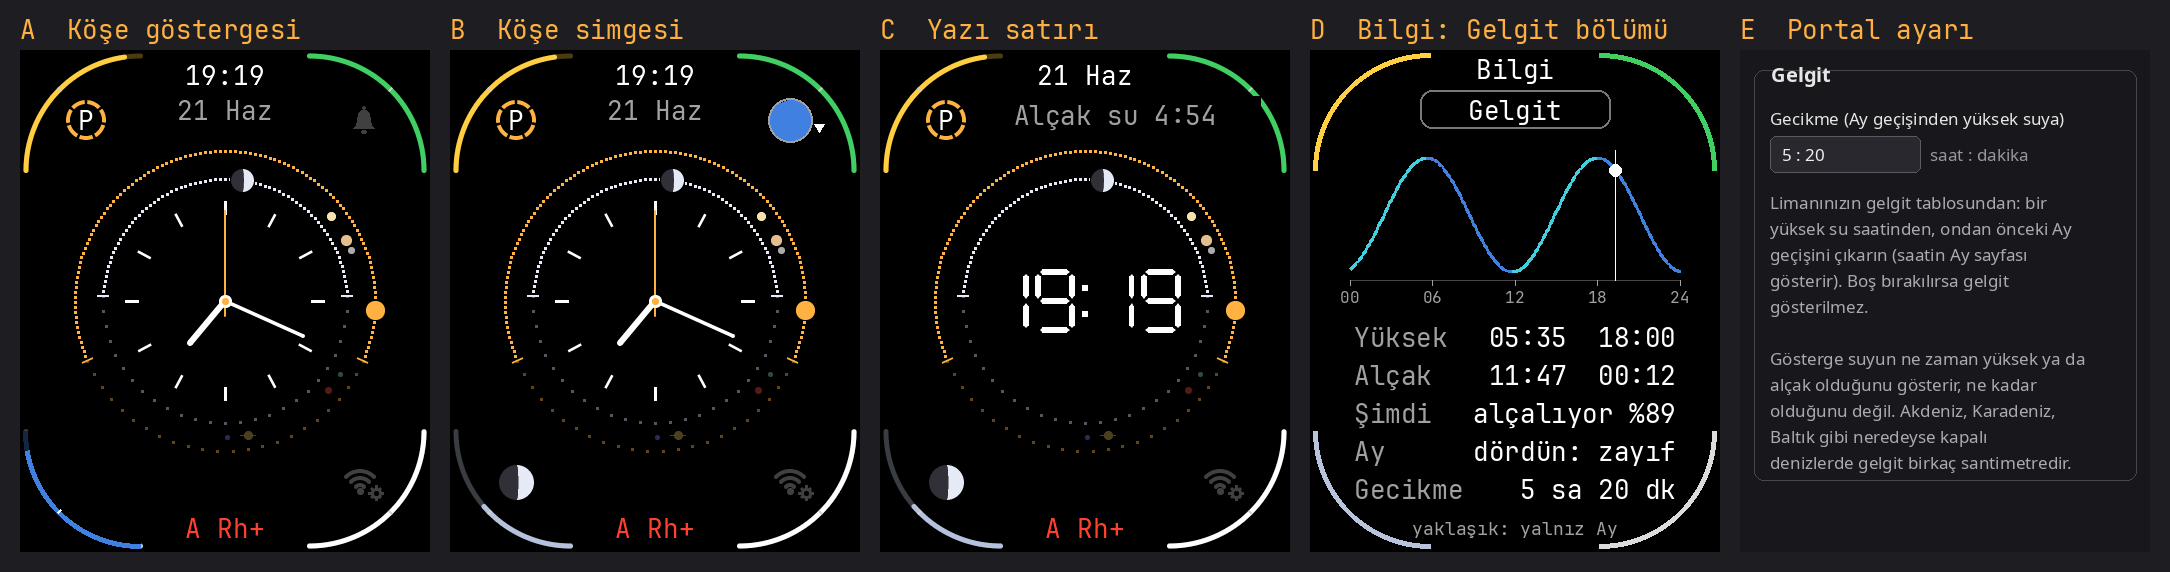 A Köşe göstergesi
19:19
21 Haz
P
A Rh+
B Köşe simgesi
19:19
21 Haz
P
A Rh+
C Yazı satırı
21 Haz
Alçak su 4:54
P
19:19
A Rh+
D Bilgi: Gelgit bölümü
Bilgi
Gelgit
00 06 12 18 24
Yüksek 05:35 18:00
Alçak 11:47 00:12
Şimdi alçalıyor %89
Ay dördün: zayıf
Gecikme 5 sa 20 dk
yaklaşık: yalnız Ay
E Portal ayarı
Gelgit
Gecikme (Ay geçişinden yüksek suya)
5 : 20 saat : dakika
Limanınızın gelgit tablosundan: bir
yüksek su saatinden, ondan önceki Ay
geçişini çıkarın (saatin Ay sayfası
gösterir). Boş bırakılırsa gelgit
gösterilmez.
Gösterge suyun ne zaman yüksek ya da
alçak olduğunu gösterir, ne kadar
olduğunu değil. Akdeniz, Karadeniz,
Baltık gibi neredeyse kapalı
denizlerde gelgit birkaç santimetredir.